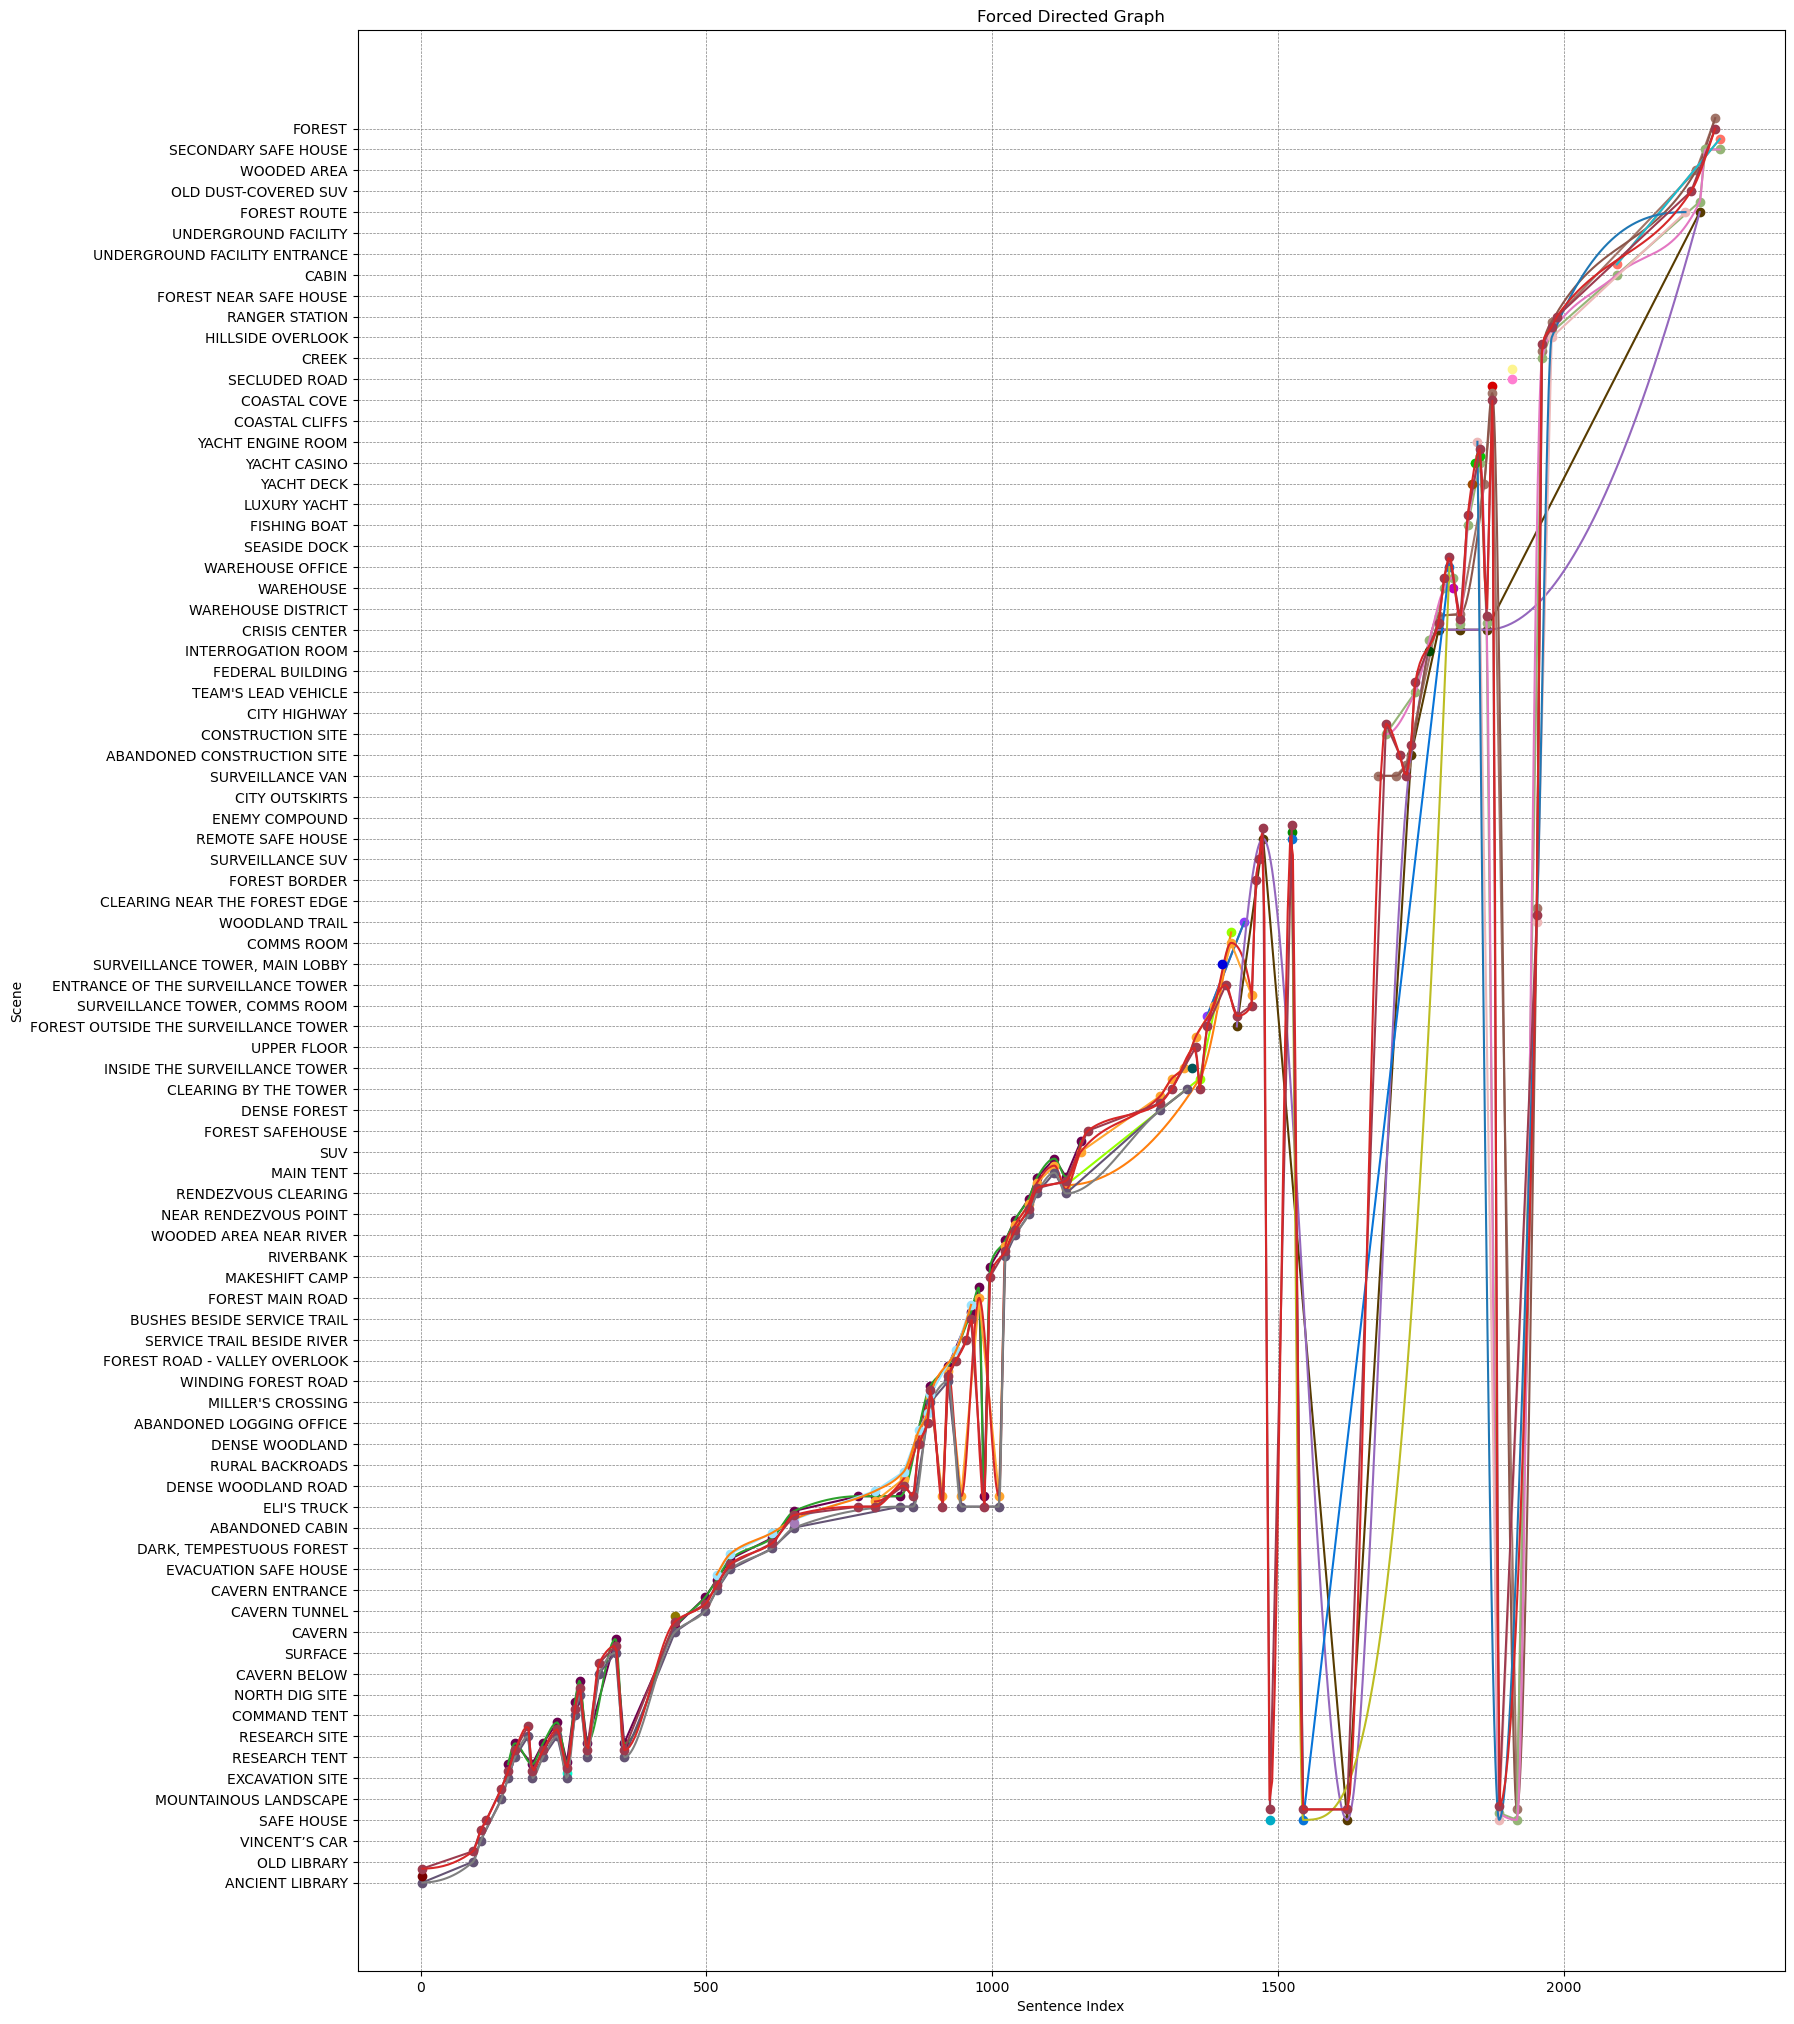 Forced Directed Graph
FOREST
SECONDARY SAFE HOUSE
WOODED AREA
OLD DUST-COVERED SUV
FOREST ROUTE
UNDERGROUND FACILITY
UNDERGROUND FACILITY ENTRANCE
CABIN
FOREST NEAR SAFE HOUSE
RANGER STATION
HILLSIDE OVERLOOK
CREEK
SECLUDED ROAD
COASTAL COVE
COASTAL CLIFFS
YACHT ENGINE ROOM
YACHT CASINO
YACHT DECK
LUXURY YACHT
FISHING BOAT
SEASIDE DOCK
WAREHOUSE OFFICE
WAREHOUSE
WAREHOUSE DISTRICT
CRISIS CENTER
INTERROGATION ROOM
FEDERAL BUILDING
TEAM'S LEAD VEHICLE
CITY HIGHWAY
CONSTRUCTION SITE
ABANDONED CONSTRUCTION SITE
SURVEILLANCE VAN
CITY OUTSKIRTS
ENEMY COMPOUND
REMOTE SAFE HOUSE
SURVEILLANCE SUV
FOREST BORDER
CLEARING NEAR THE FOREST EDGE
WOODLAND TRAIL
COMMS ROOM
SURVEILLANCE TOWER, MAIN LOBBY
ENTRANCE OF THE SURVEILLANCE TOWER
SURVEILLANCE TOWER, COMMS ROOM
FOREST OUTSIDE THE SURVEILLANCE TOWER
UPPER FLOOR
INSIDE THE SURVEILLANCE TOWER
CLEARING BY THE TOWER
DENSE FOREST
FOREST SAFEHOUSE
SUV
MAIN TENT
RENDEZVOUS CLEARING
NEAR RENDEZVOUS POINT
WOODED AREA NEAR RIVER
RIVERBANK
MAKESHIFT CAMP
FOREST MAIN ROAD
BUSHES BESIDE SERVICE TRAIL
SERVICE TRAIL BESIDE RIVER
FOREST ROAD - VALLEY OVERLOOK
WINDING FOREST ROAD
MILLER'S CROSSING
ABANDONED LOGGING OFFICE
DENSE WOODLAND
RURAL BACKROADS
DENSE WOODLAND ROAD
ELI'S TRUCK
ABANDONED CABIN
DARK, TEMPESTUOUS FOREST
EVACUATION SAFE HOUSE
CAVERN ENTRANCE
CAVERN TUNNEL
CAVERN
SURFACE
CAVERN BELOW
NORTH DIG SITE
COMMAND TENT
RESEARCH SITE
RESEARCH TENT
EXCAVATION SITE
MOUNTAINOUS LANDSCAPE
SAFE HOUSE
VINCENT’S CAR
OLD LIBRARY
ANCIENT LIBRARY
Scene
0 500 1000 1500 2000
Sentence Index